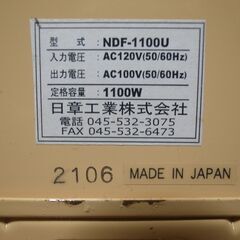 型 式 : NDF-1100U
入力電圧 : AC120V(50/60Hz)
出力電圧 : AC100V(50/60Hz)
定格容量 : 1100W
日章工業株式会社
電話 045-532-3075
FAX 045-532-6473
2106 MADE IN JAPAN